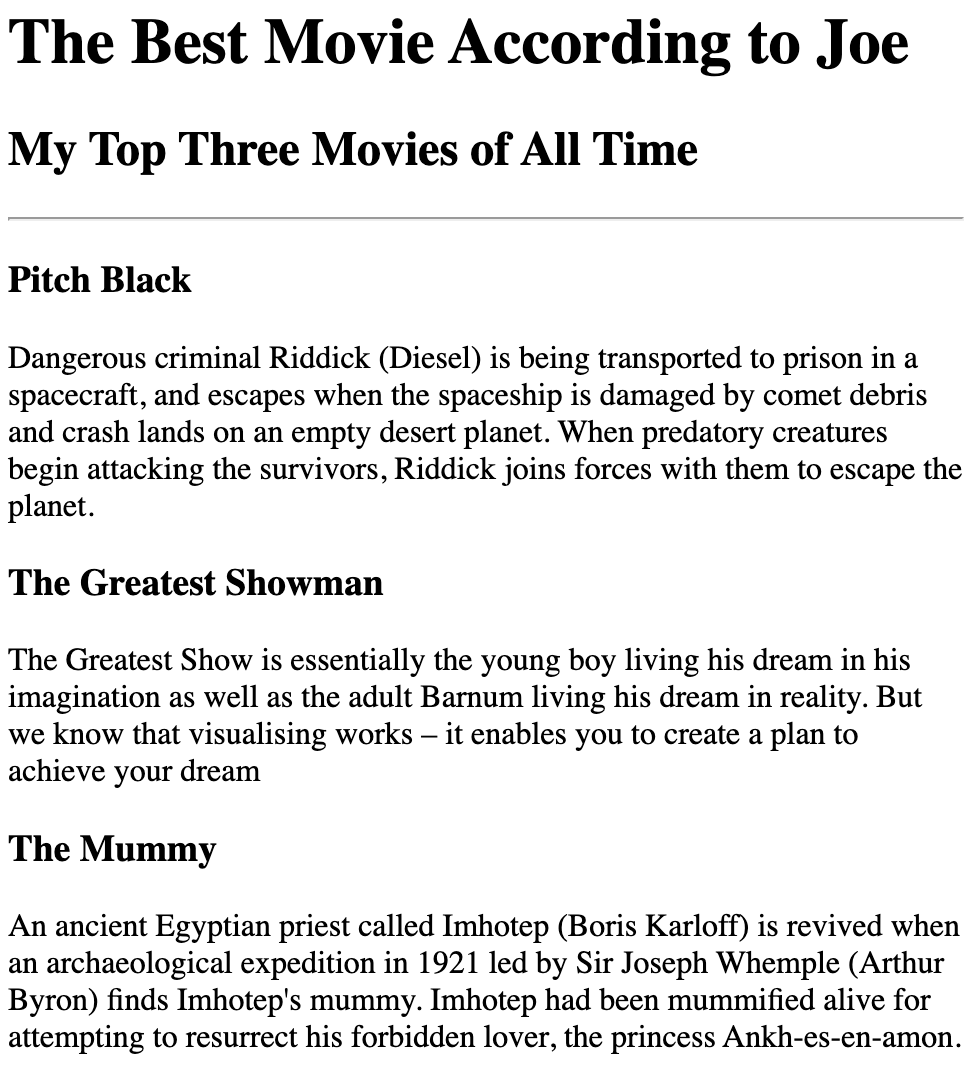 The Best Movie According to Joe
My Top Three Movies of All Time
Pitch Black
Dangerous criminal Riddick (Diesel) is being transported to prison in a
spacecraft, and escapes when the spaceship is damaged by comet debris
and crash lands on an empty desert planet. When predatory creatures
begin attacking the survivors, Riddick joins forces with them to escape the
planet.
The Greatest Showman
The Greatest Show is essentially the young boy living his dream in his
imagination as well as the adult Barnum living his dream in reality. But
we know that visualising works – it enables you to create a plan to
achieve your dream
The Mummy
An ancient Egyptian priest called Imhotep (Boris Karloff) is revived when
an archaeological expedition in 1921 led by Sir Joseph Whemple (Arthur
Byron) finds Imhotep's mummy. Imhotep had been mummified alive for
attempting to resurrect his forbidden lover, the princess Ankh-es-en-amon.